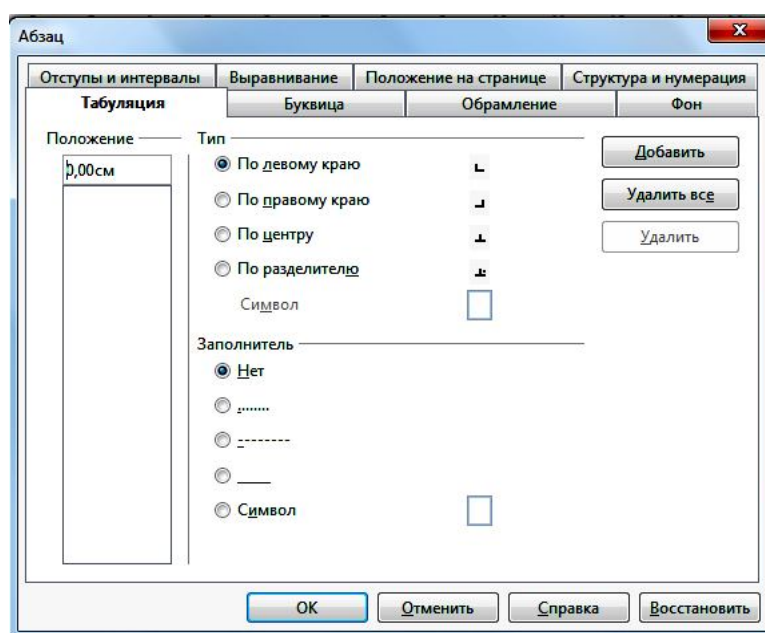 Абзац
Отступы и интервалы Выравнивание Положение на странице Структура и нумерация
Табуляция Буквица Обрамление Фон
Положение Тип
0,00см По левому краю Добавить
По правому краю Удалить все
По центру Удалить
По разделителю
Символ
Заполнитель
Нет
........
--------
____
Символ
ОК Отменить Справка Восстановить